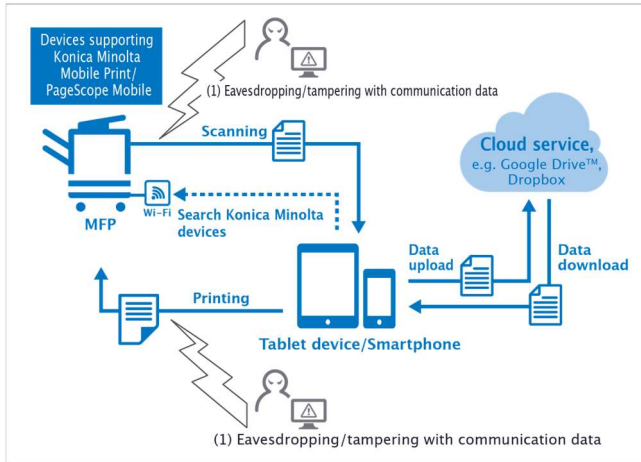 Devices supporting
Konica Minolta
Mobile Print/
PageScope Mobile
(1) Eavesdropping/tampering with communication data
Scanning
Cloud service,
e.g. Google Drive™,
Dropbox
Wi-Fi
MFP
Search Konica Minolta
devices
Data
upload
Data
download
Printing
Tablet device/Smartphone
(1) Eavesdropping/tampering with communication data